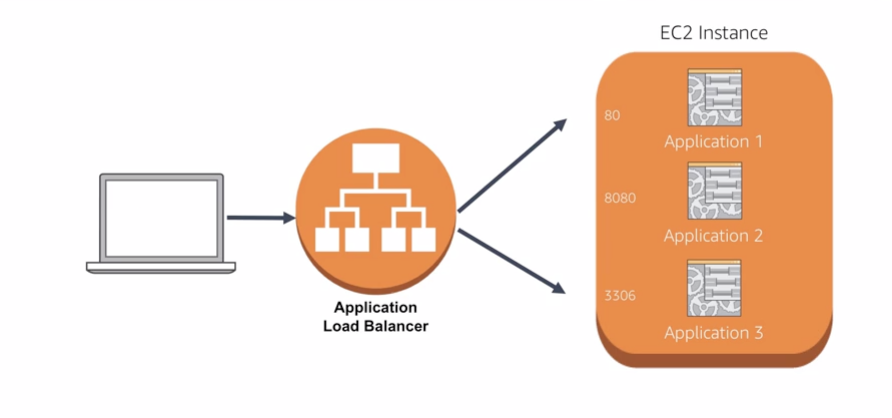 EC2 Instance
80
Application 1
8080
Application 2
3306
Application 3
Application
Load Balancer